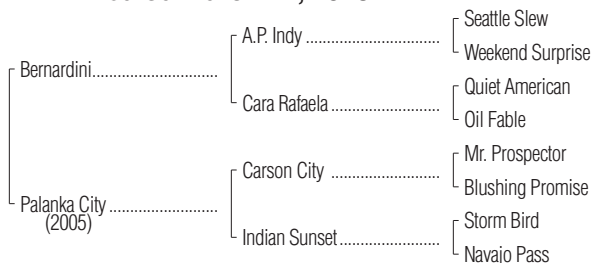 Seattle Slew
A.P. Indy
Weekend Surprise
Bernardini
Quiet American
Cara Rafaela
Oil Fable
Mr. Prospector
Carson City
Blushing Promise
Palanka City
(2005)
Storm Bird
Indian Sunset
Navajo Pass